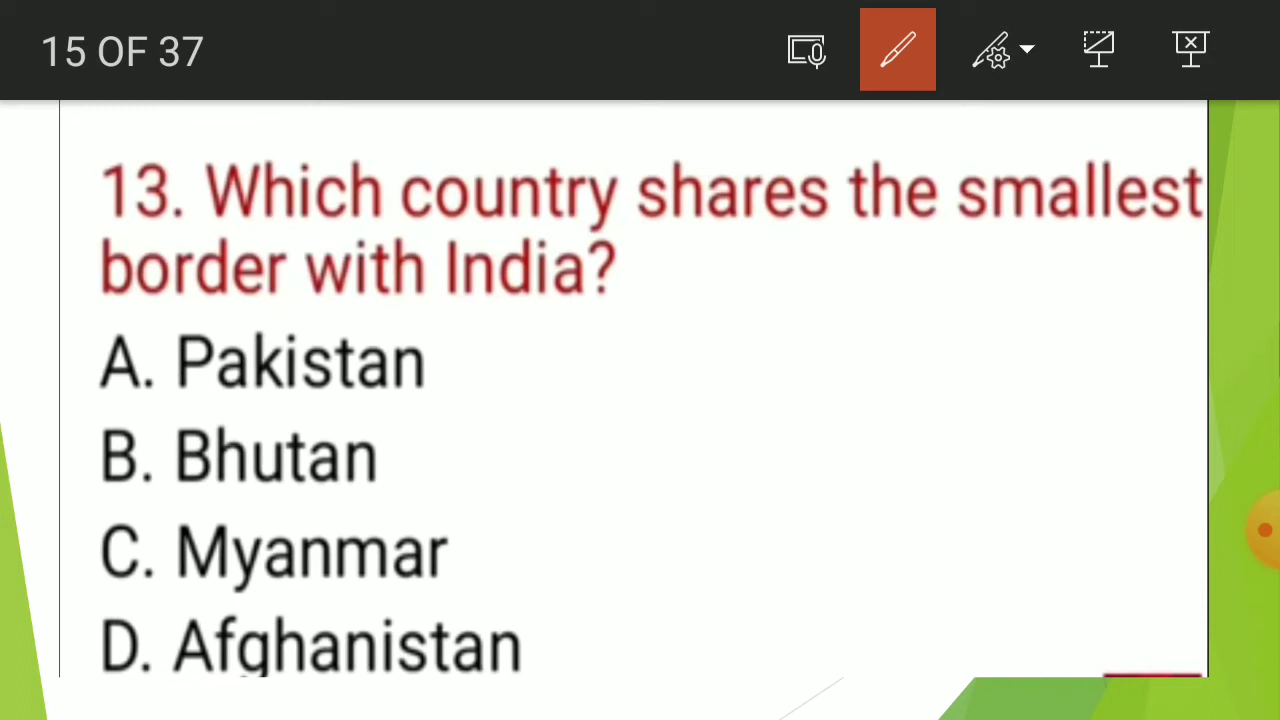 15 OF 37
13. Which country shares the smallest
border with India?
A. Pakistan
B. Bhutan
C. Myanmar
D. Afghanistan